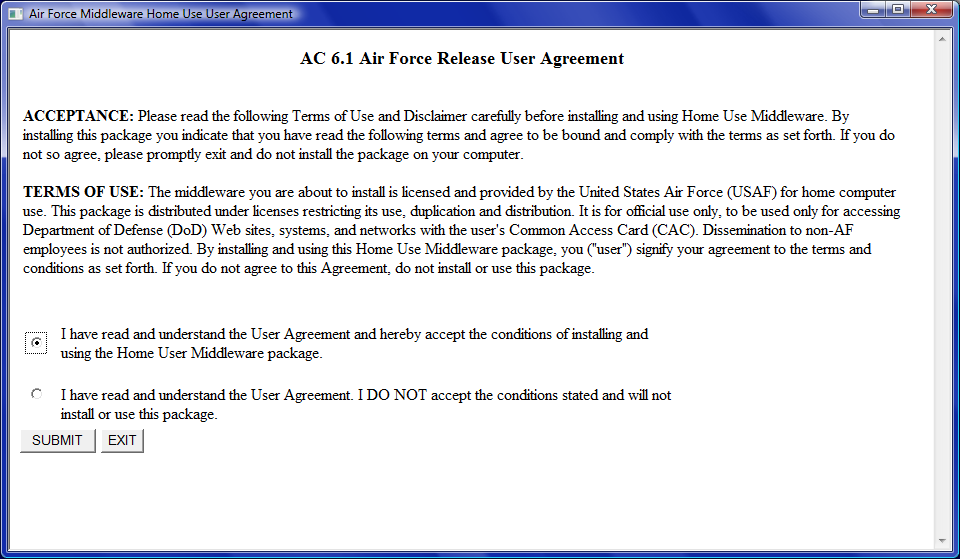 Air Force Middleware Home Use User Agreement
AC 6.1 Air Force Release User Agreement
ACCEPTANCE: Please read the following Terms of Use and Disclaimer carefully before installing and using Home Use Middleware. By
installing this package you indicate that you have read the following terms and agree to be bound and comply with the terms as set forth. If you do
not so agree, please promptly exit and do not install the package on your computer.
TERMS OF USE: The middleware you are about to install is licensed and provided by the United States Air Force (USAF) for home computer
use. This package is distributed under licenses restricting its use, duplication and distribution. It is for official use only, to be used only for accessing
Department of Defense (DoD) Web sites, systems, and networks with the user's Common Access Card (CAC). Dissemination to non-AF
employees is not authorized. By installing and using this Home Use Middleware package, you ("user") signify your agreement to the terms and
conditions as set forth. If you do not agree to this Agreement, do not install or use this package.
I have read and understand the User Agreement and hereby accept the conditions of installing and
using the Home User Middleware package.
I have read and understand the User Agreement. I DO NOT accept the conditions stated and will not
install or use this package.
SUBMIT EXIT